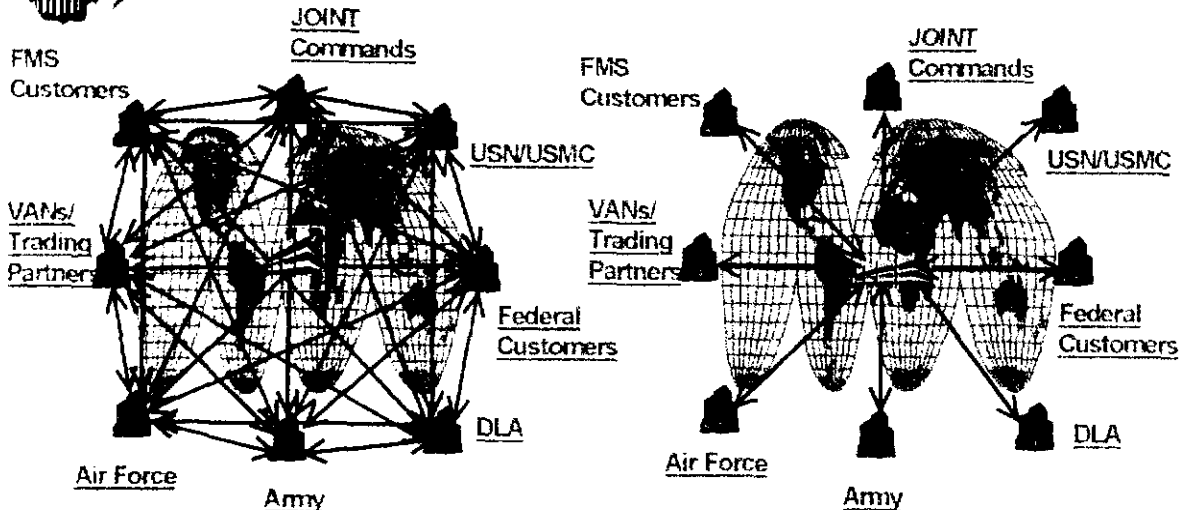 JOINT
Commands
FMS
Customers
USN/USMC
VANs/
Trading
Partners
Federal
Customers
DLA
Air Force
Army
JOINT
Commands
FMS
Customers
USN/USMC
VANs/
Trading
Partners
Federal
Customers
DLA
Air Force
Army